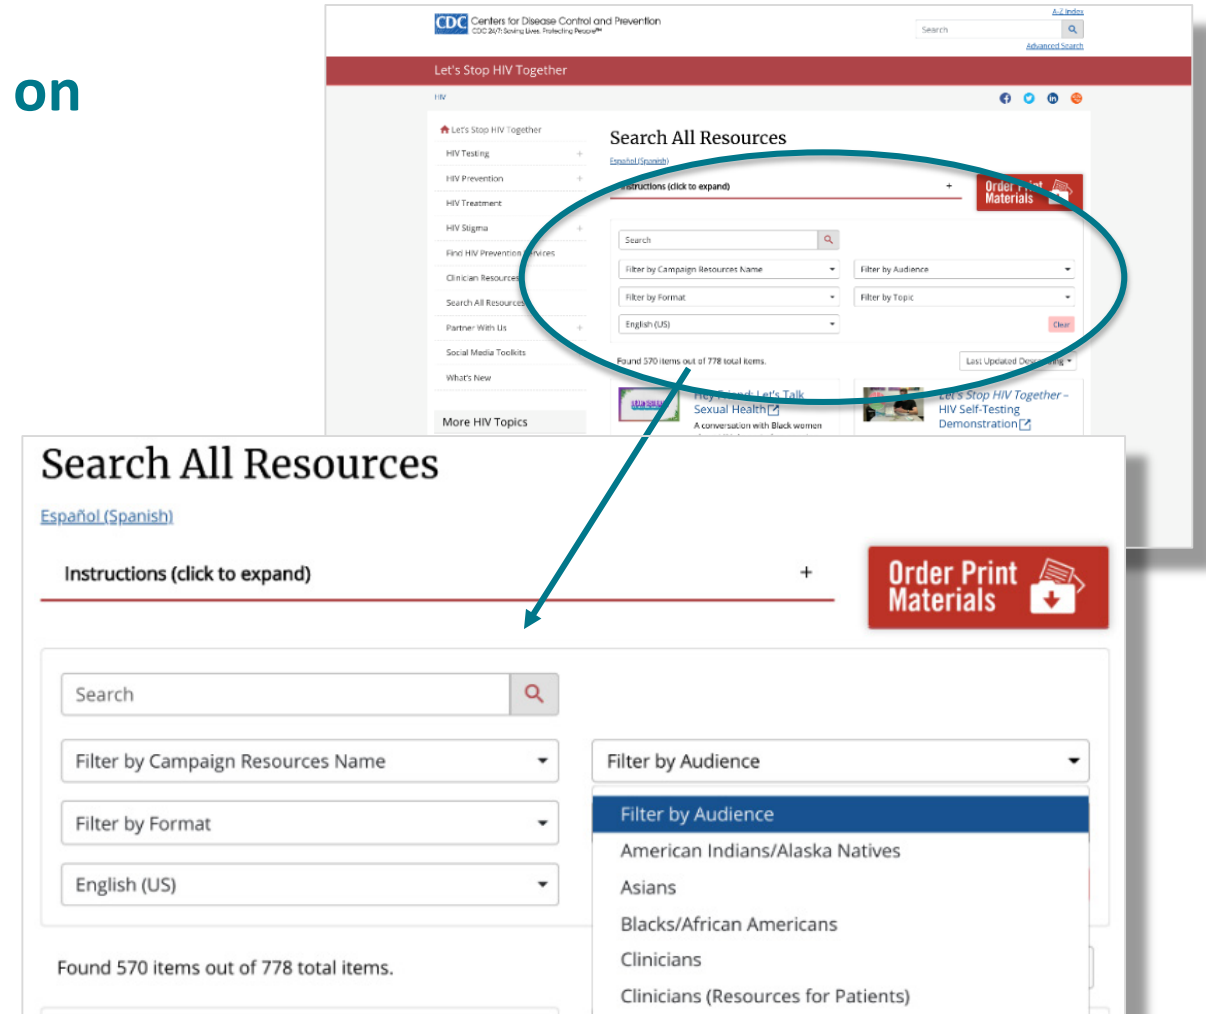 on
CDC Centers for Disease Control and Prevention
CDC 24/7: Saving Lives, Protecting People™
A-Z Index
Search
Advanced Search
Let's Stop HIV Together
HIV
Let's Stop HIV Together
HIV Testing +
HIV Prevention +
HIV Treatment
HIV Stigma +
Find HIV Prevention Services
Clinician Resources
Search All Resources
Partner With Us +
Social Media Toolkits
What's New
More HIV Topics
Search All Resources
Español (Spanish)
Instructions (click to expand) +
Order Print
Materials
Search
Filter by Campaign Resources Name
Filter by Audience
Filter by Format
Filter by Topic
English (US)
Clear
Found 570 items out of 778 total items.
Last Updated Descending
Hey Friend: Let's Talk
Sexual Health
A conversation with Black women
Let's Stop HIV Together –
HIV Self-Testing
Demonstration
Search All Resources
Español (Spanish)
Instructions (click to expand) +
Order Print
Materials
Search
Filter by Campaign Resources Name
Filter by Audience
Filter by Format
English (US)
Filter by Audience
American Indians/Alaska Natives
Asians
Blacks/African Americans
Clinicians
Clinicians (Resources for Patients)
Found 570 items out of 778 total items.